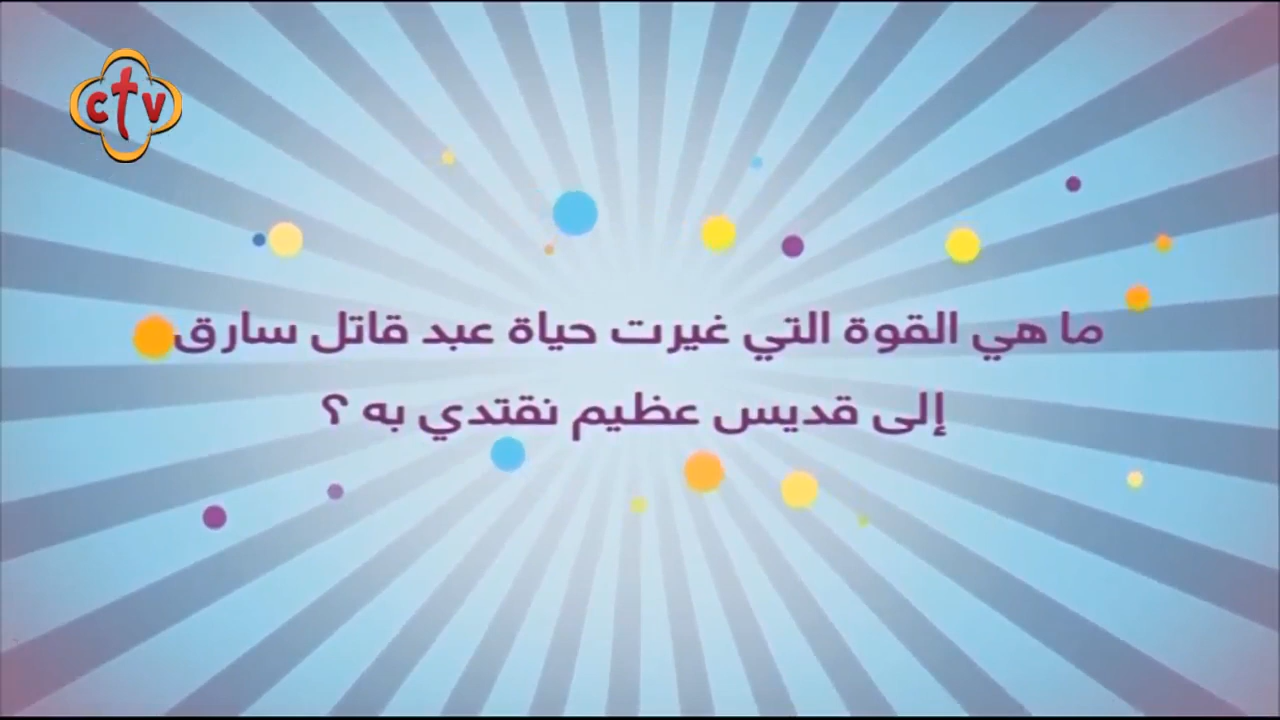 ctv
ما هي القوة التي غيرت حياة عبد قاتل سارق
إلى قديس عظيم نقتدي به ؟